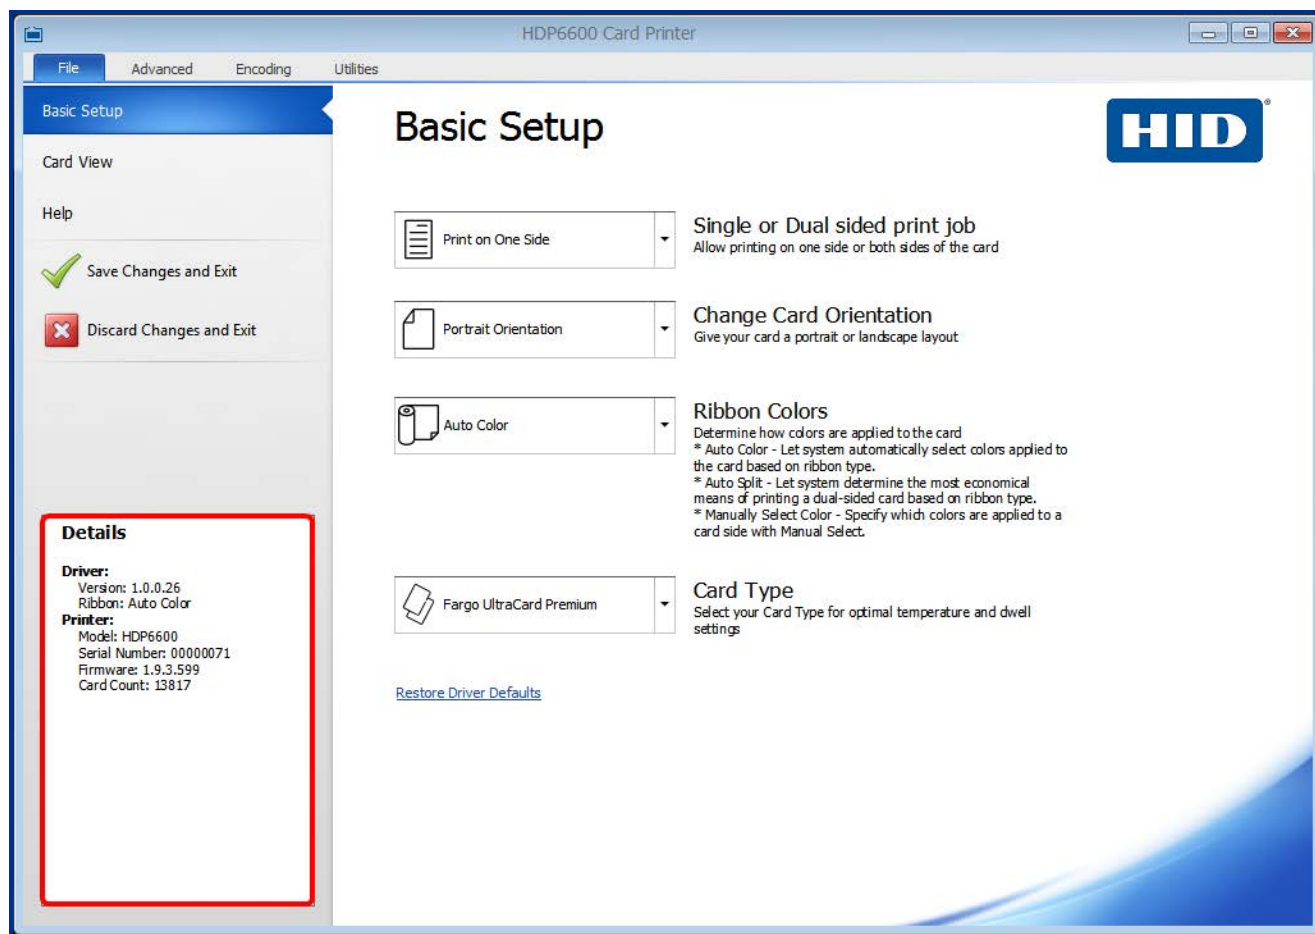 HDP6600 Card Printer
File Advanced Encoding Utilities
Basic Setup
Card View
Help
Save Changes and Exit
Discard Changes and Exit
Details
Driver:
Version: 1.0.0.26
Ribbon: Auto Color
Printer:
Model: HDP6600
Serial Number: 00000071
Firmware: 1.9.3.599
Card Count: 13817
Basic Setup
HID®
Print on One Side
Single or Dual sided print job
Allow printing on one side or both sides of the card
Portrait Orientation
Change Card Orientation
Give your card a portrait or landscape layout
Auto Color
Ribbon Colors
Determine how colors are applied to the card
* Auto Color - Let system automatically select colors applied to
the card based on ribbon type.
* Auto Split - Let system determine the most economical
means of printing a dual-sided card based on ribbon type.
* Manually Select Color - Specify which colors are applied to a
card side with Manual Select.
Fargo UltraCard Premium
Card Type
Select your Card Type for optimal temperature and dwell
settings
Restore Driver Defaults